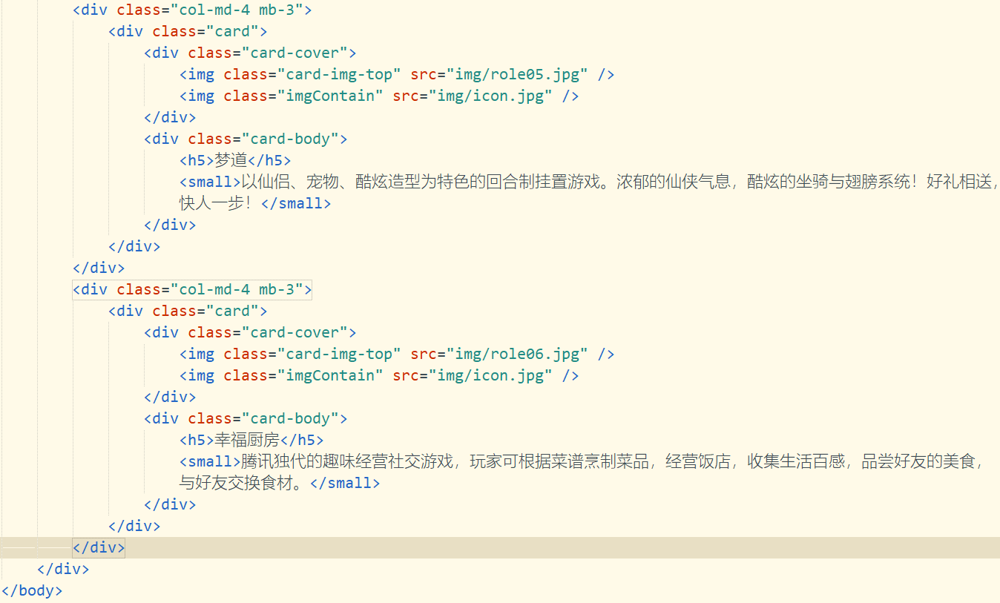 <div class="col-md-4 mb-3">
<div class="card">
<div class="card-cover">
<img class="card-img-top" src="img/role05.jpg" />
<img class="imgContain" src="img/icon.jpg" />
</div>
<div class="card-body">
<h5>梦道</h5>
<small>以仙侣、宠物、酷炫造型为特色的回合制挂置游戏。浓郁的仙侠气息，酷炫的坐骑与翅膀系统！好礼相送，
快人一步！</small>
</div>
</div>
</div>
<div class="col-md-4 mb-3">
<div class="card">
<div class="card-cover">
<img class="card-img-top" src="img/role06.jpg" />
<img class="imgContain" src="img/icon.jpg" />
</div>
<div class="card-body">
<h5>幸福厨房</h5>
<small>腾讯独代的趣味经营社交游戏，玩家可根据菜谱烹制菜品，经营饭店，收集生活百感，品尝好友的美食，
与好友交换食材。</small>
</div>
</div>
</div>
</div>
</body>